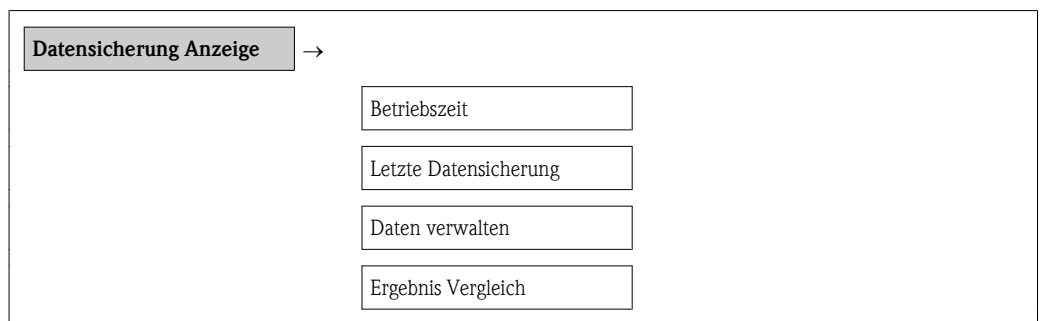 Datensicherung Anzeige →
Betriebszeit
Letzte Datensicherung
Daten verwalten
Ergebnis Vergleich